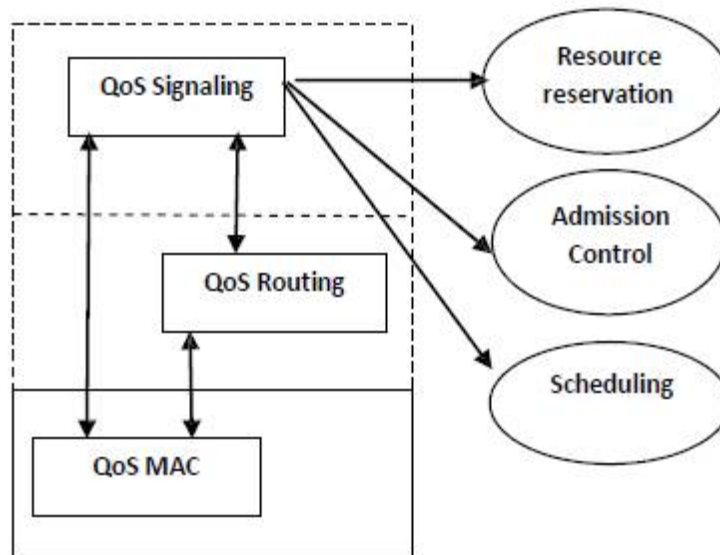 QoS Signaling
Resource
reservation
Admission
Control
QoS Routing
Scheduling
QoS MAC